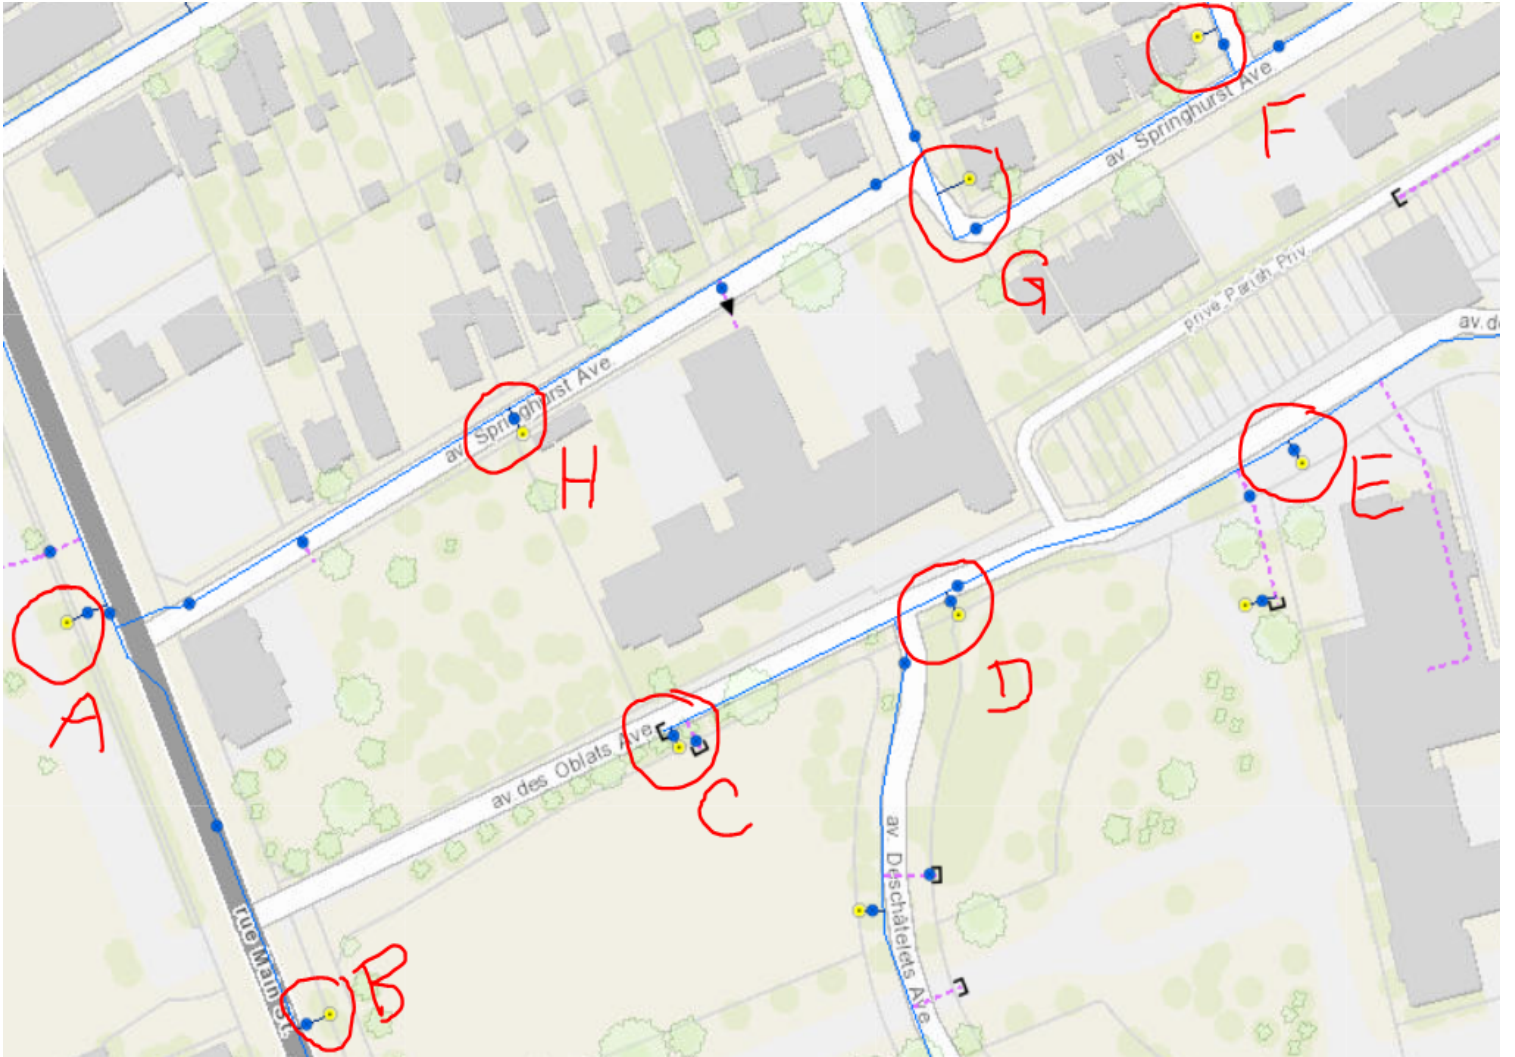 F
av. Springhurst Ave
G
privé Parish Priv.
av. de
av. Springhurst Ave
H
E
A
D
av. des Oblats Ave
C
av. Deschâtelets Ave
rue Main St.
B